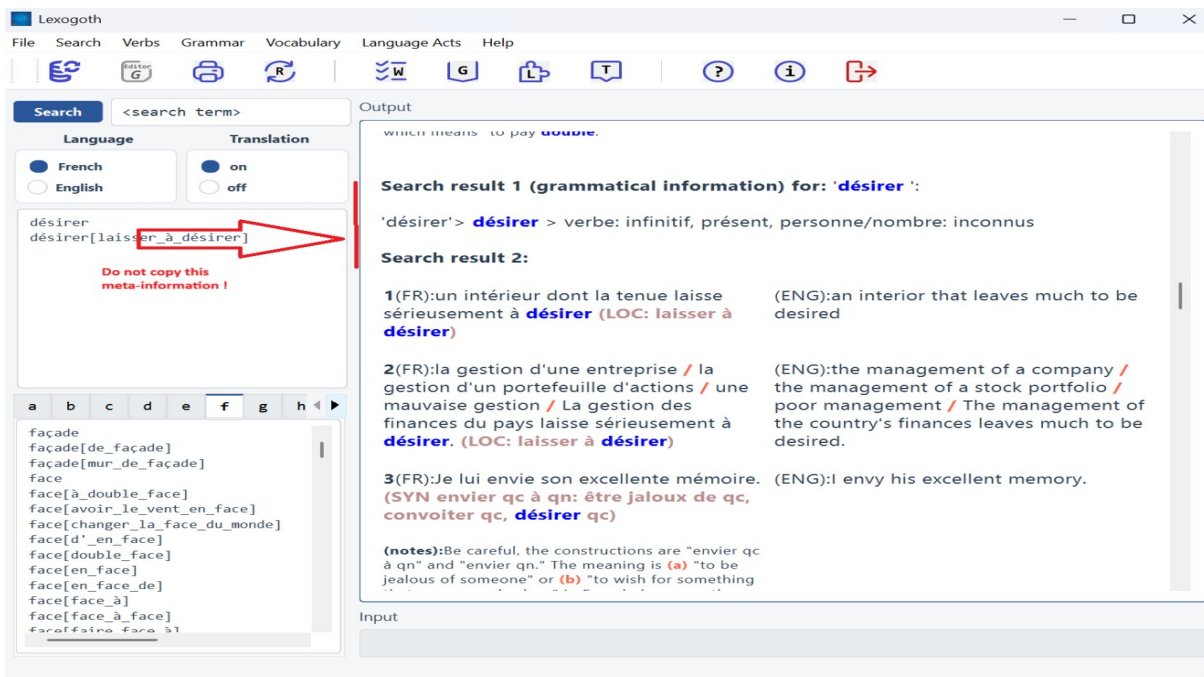 Lexogoth
File Search Verbs Grammar Vocabulary Language Acts Help
Editor G R W G L T ? i
Search <search term>
Language Translation
French on
English off
désirer
désirer[laisser_à_désirer]
Do not copy this
meta-information !
a b c d e f g h
façade
façade[de_façade]
façade[mur_de_façade]
face
face[à_double_face]
face[avoir_le_vent_en_face]
face[changer_la_face_du_monde]
face[d'_en_face]
face[double_face]
face[en_face]
face[en_face_de]
face[face_à]
face[face_à_face]
face[faire_face_à]
Output
which means "to pay double.
Search result 1 (grammatical information) for: 'désirer ':
'désirer'> désirer > verbe: infinitif, présent, personne/nombre: inconnus
Search result 2:
1(FR):un intérieur dont la tenue laisse
sérieusement à désirer (LOC: laisser à
désirer)
(ENG):an interior that leaves much to be
desired
2(FR):la gestion d'une entreprise / la
gestion d'un portefeuille d'actions / une
mauvaise gestion / La gestion des
finances du pays laisse sérieusement à
désirer. (LOC: laisser à désirer)
(ENG):the management of a company /
the management of a stock portfolio /
poor management / The management of
the country's finances leaves much to be
desired.
3(FR):Je lui envie son excellente mémoire.
(SYN envier qc à qn: être jaloux de qc,
convoiter qc, désirer qc)
(ENG):I envy his excellent memory.
(notes):Be careful, the constructions are "envier qc
à qn" and "envier qn." The meaning is (a) "to be
jealous of someone" or (b) "to wish for something
Input